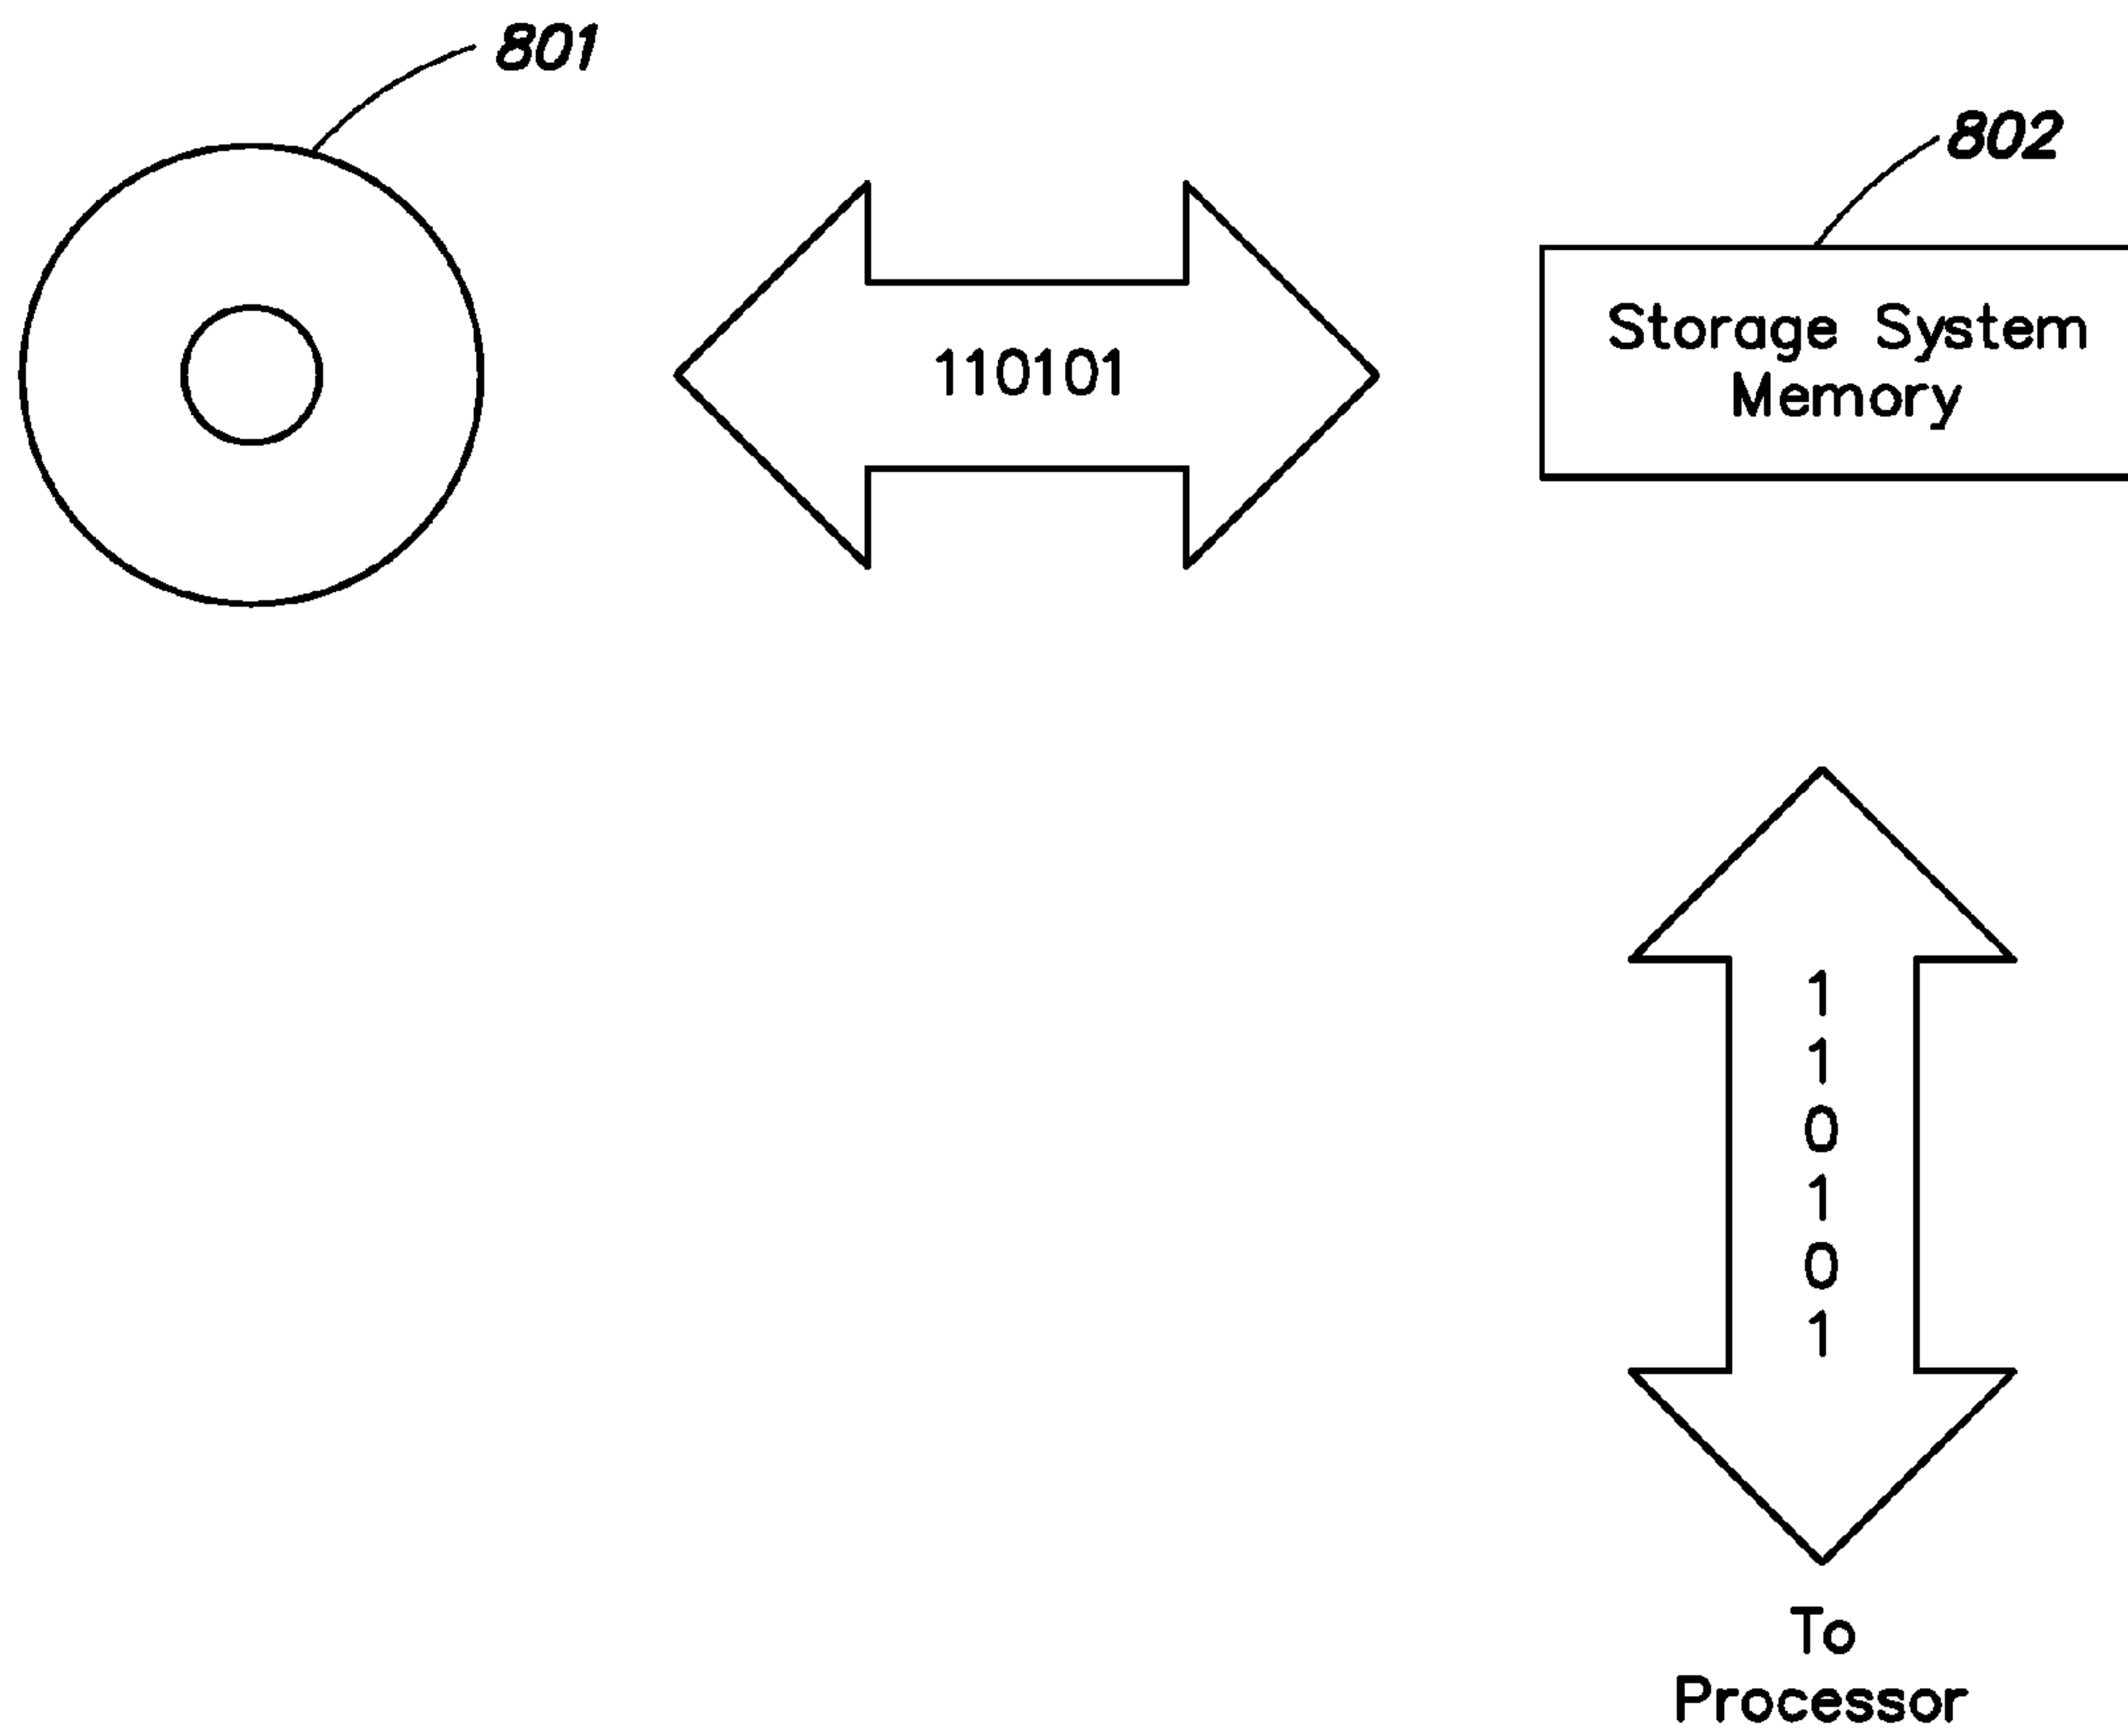 801
802
110101
Storage System
Memory
1
1
0
1
0
1
To
Processor